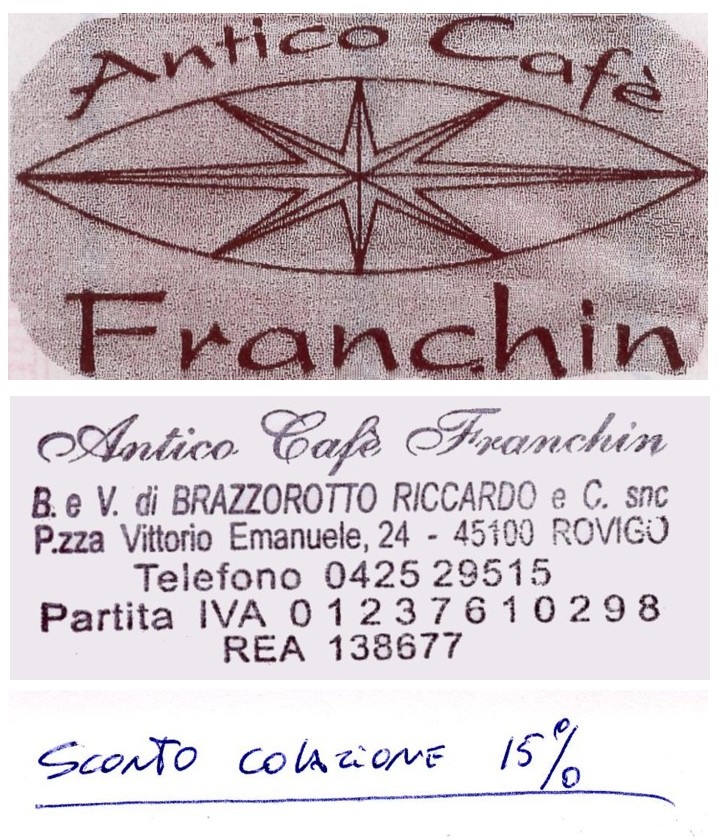 Antico Cafè
Franchin
Antico Cafè Franchin
B. e V. di BRAZZOROTTO RICCARDO e C. snc
P.zza Vittorio Emanuele, 24 - 45100 ROVIGO
Telefono 0425 29515
Partita IVA 01237610298
REA 138677
SCONTO COLAZIONE 15%